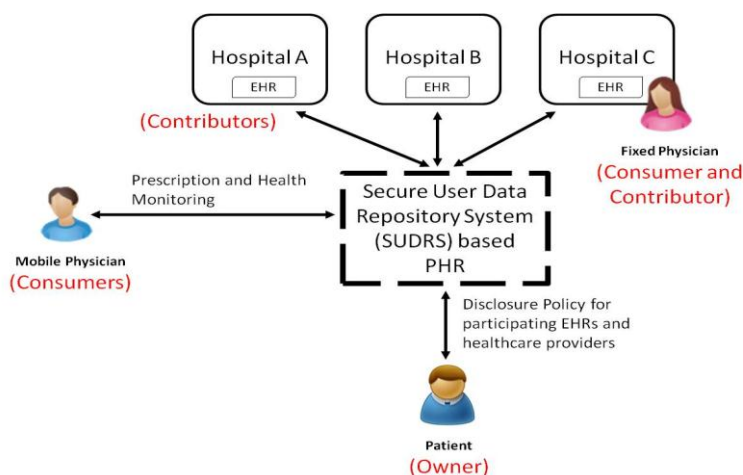 Hospital A
EHR
Hospital B
EHR
Hospital C
EHR
(Contributors)
Fixed Physician
(Consumer and
Contributor)
Prescription and Health
Monitoring
Secure User Data
Repository System
(SUDRS) based
PHR
Mobile Physician
(Consumers)
Disclosure Policy for
participating EHRs and
healthcare providers
Patient
(Owner)